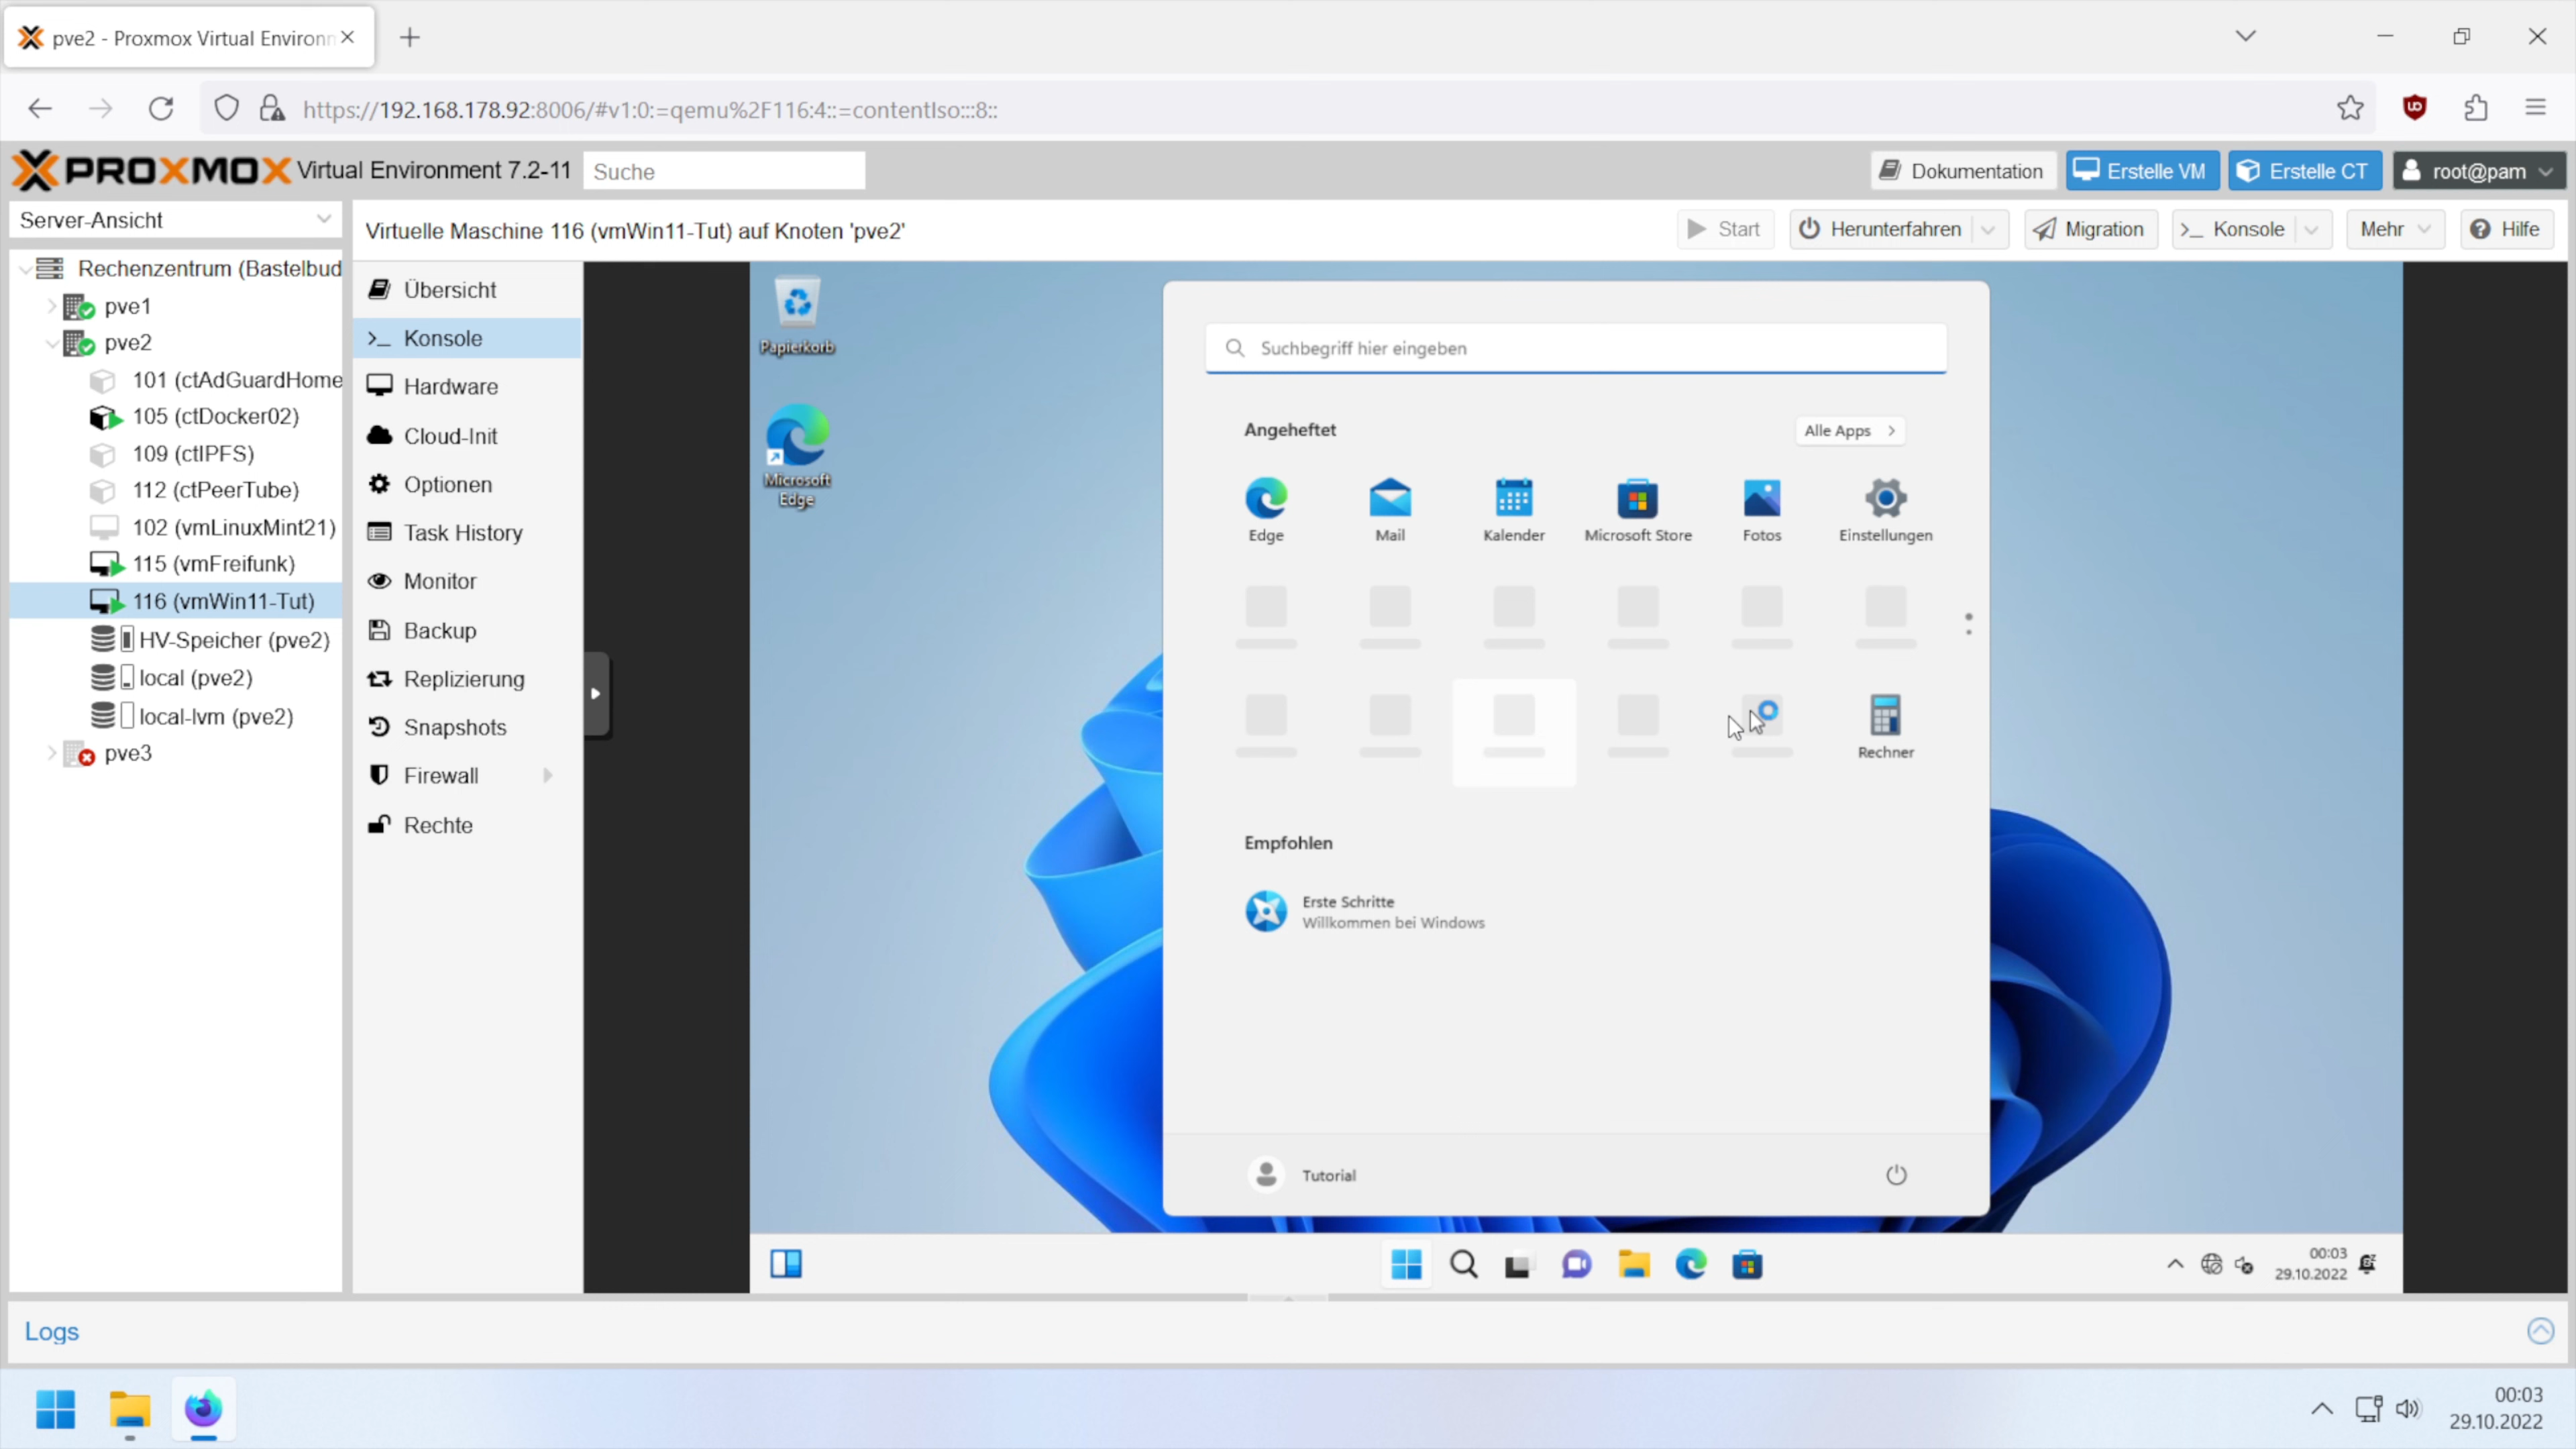 pve2 - Proxmox Virtual Environ
https://192.168.178.92:8006/#v1:0:=qemu%2F116:4::=contentIso:::8::
PROXMOX Virtual Environment 7.2-11
Suche
Dokumentation
Erstelle VM
Erstelle CT
root@pam
Server-Ansicht
Virtuelle Maschine 116 (vmWin11-Tut) auf Knoten 'pve2'
Start
Herunterfahren
Migration
Konsole
Mehr
Hilfe
Rechenzentrum (Bastelbud
pve1
pve2
101 (ctAdGuardHome
105 (ctDocker02)
109 (ctIPFS)
112 (ctPeerTube)
102 (vmLinuxMint21)
115 (vmFreifunk)
116 (vmWin11-Tut)
HV-Speicher (pve2)
local (pve2)
local-lvm (pve2)
pve3
Übersicht
Konsole
Hardware
Cloud-Init
Optionen
Task History
Monitor
Backup
Replizierung
Snapshots
Firewall
Rechte
Papierkorb
Microsoft
Edge
Suchbegriff hier eingeben
Angeheftet
Alle Apps
Edge
Mail
Kalender
Microsoft Store
Fotos
Einstellungen
Rechner
Empfohlen
Erste Schritte
Willkommen bei Windows
Tutorial
00:03
29.10.2022
Logs
00:03
29.10.2022